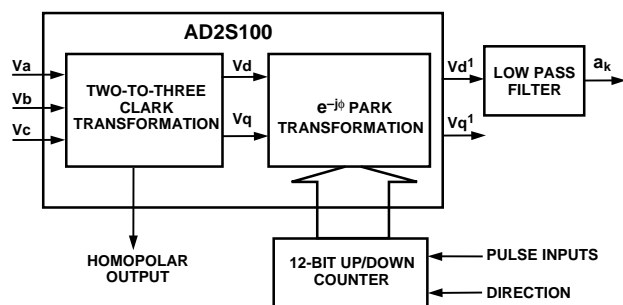 AD2S100
Va
Vb
Vc
TWO-TO-THREE
CLARK
TRANSFORMATION
Vd
Vq
e–jϕ PARK
TRANSFORMATION
Vd1
Vq1
LOW PASS
FILTER
ak
HOMOPOLAR
OUTPUT
12-BIT UP/DOWN
COUNTER
PULSE INPUTS
DIRECTION